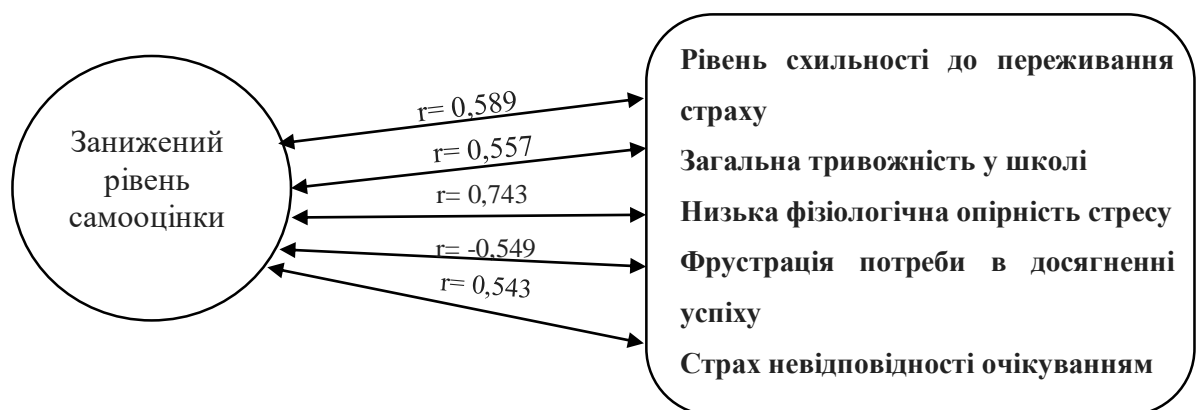 Занижений
рівень
самооцінки
r= 0,589
r= 0,557
r= 0,743
r= -0,549
r= 0,543
Рівень схильності до переживання
страху
Загальна тривожність у школі
Низька фізіологічна опірність стресу
Фрустрація потреби в досягненні
успіху
Страх невідповідності очікуванням